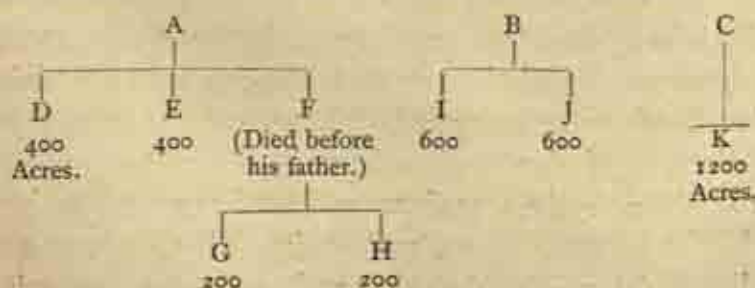 A B C
D E F I J K
400 400 (Died before 600 600 1200
Acres. his father.) Acres.
G H
200 200